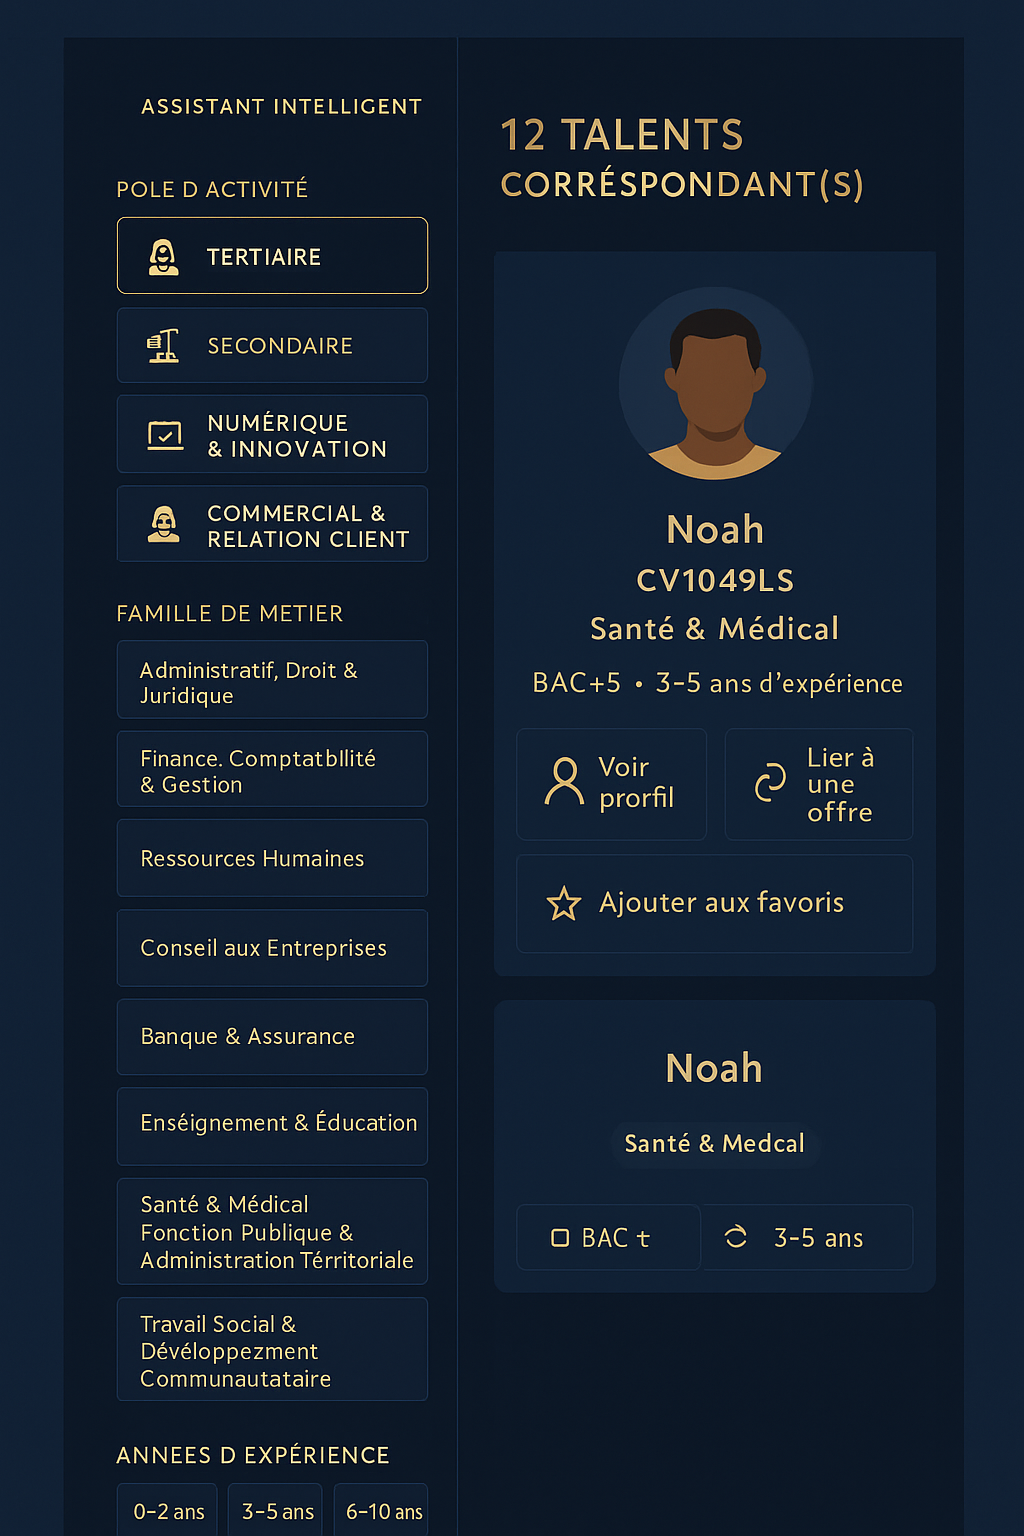 ASSISTANT INTELLIGENT
POLE D ACTIVITÉ
TERTIAIRE
SECONDAIRE
NUMÉRIQUE
& INNOVATION
COMMERCIAL &
RELATION CLIENT
FAMILLE DE METIER
Administratif, Droit &
Juridique
Finance. Comptatbllité
& Gestion
Ressources Humaines
Conseil aux Entreprises
Banque & Assurance
Enséignement & Éducation
Santé & Médical
Fonction Publique &
Administration Térritoriale
Travail Social &
Dévéloppezment
Communautataire
ANNEES D EXPÉRIENCE
0-2 ans
3-5 ans
6-10 ans
12 TALENTS
CORRÉSPONDANT(S)
Noah
CV1049LS
Santé & Médical
BAC+5 • 3-5 ans d'expérience
Voir
prorfil
Lier à
une
offre
Ajouter aux favoris
Noah
Santé & Medcal
BAC t
3-5 ans